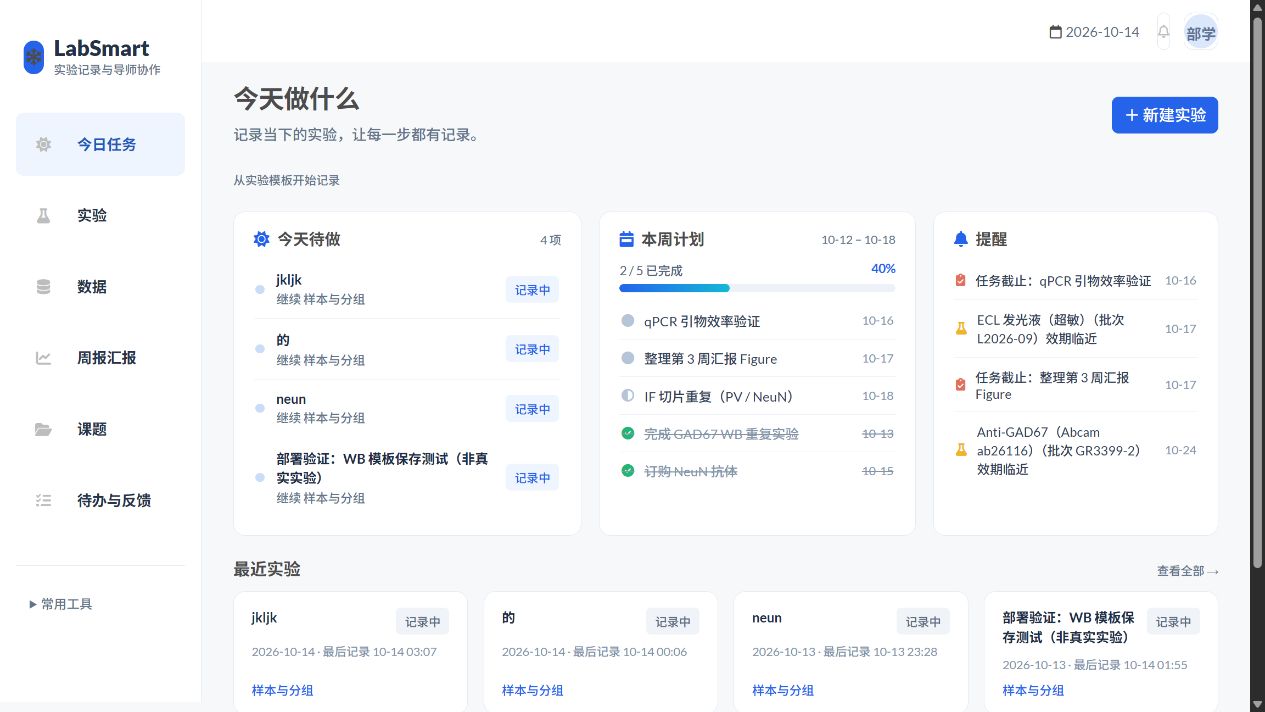 LabSmart
实验记录与导师协作
今日任务
实验
数据
周报汇报
课题
待办与反馈
常用工具
2026-10-14
部学
今天做什么
记录当下的实验，让每一步都有记录。
+ 新建实验
从实验模板开始记录
今天待做
4 项
jkljk
继续 样本与分组
记录中
的
继续 样本与分组
记录中
neun
继续 样本与分组
记录中
部署验证：WB 模板保存测试（非真
实实验）
继续 样本与分组
记录中
本周计划
10-12 – 10-18
2 / 5 已完成
40%
qPCR 引物效率验证
10-16
整理第 3 周汇报 Figure
10-17
IF 切片重复（PV / NeuN）
10-18
完成 GAD67 WB 重复实验
10-13
订购 NeuN 抗体
10-15
提醒
任务截止：qPCR 引物效率验证
10-16
ECL 发光液（超敏）（批次
L2026-09）效期临近
10-17
任务截止：整理第 3 周汇报
Figure
10-17
Anti-GAD67（Abcam
ab26116）（批次 GR3399-2）
效期临近
10-24
最近实验
查看全部 →
jkljk
记录中
2026-10-14 · 最后记录 10-14 03:07
样本与分组
的
记录中
2026-10-14 · 最后记录 10-14 00:06
样本与分组
neun
记录中
2026-10-13 · 最后记录 10-13 23:28
样本与分组
部署验证：WB 模板保
存测试（非真实实验）
记录中
2026-10-13 · 最后记录 10-14 01:55
样本与分组